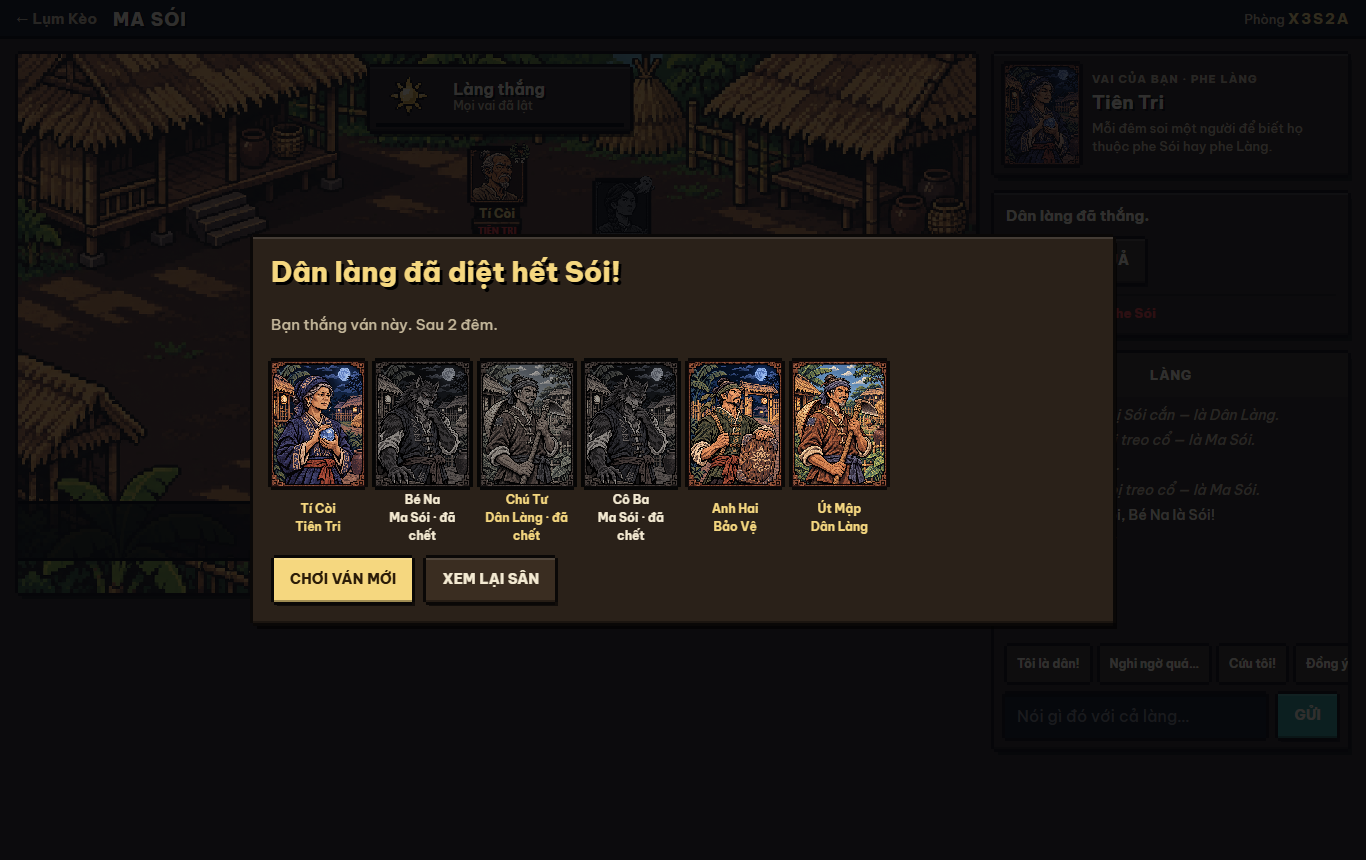 ← Lụm Kèo MA SÓI
Phòng X3S2A
Làng thắng
Mọi vai đã lật
Tí Còi
TIÊN TRI
VAI CỦA BẠN · PHE LÀNG
Tiên Tri
Mỗi đêm soi một người để biết họ
thuộc phe Sói hay phe Làng.
Dân làng đã thắng.
Dân làng đã diệt hết Sói!
Bạn thắng ván này. Sau 2 đêm.
Tí Còi
Tiên Tri
Bé Na
Ma Sói · đã
chết
Chú Tư
Dân Làng · đã
chết
Cô Ba
Ma Sói · đã
chết
Anh Hai
Bảo Vệ
Út Mập
Dân Làng
CHƠI VÁN MỚI
XEM LẠI SÂN
phe Sói
LÀNG
Sói cắn — là Dân Làng.
treo cổ — là Ma Sói.
treo cổ — là Ma Sói.
Bé Na là Sói!
Tôi là dân!
Nghi ngờ quá...
Cứu tôi!
Đồng ý
Nói gì đó với cả làng...
GỬI